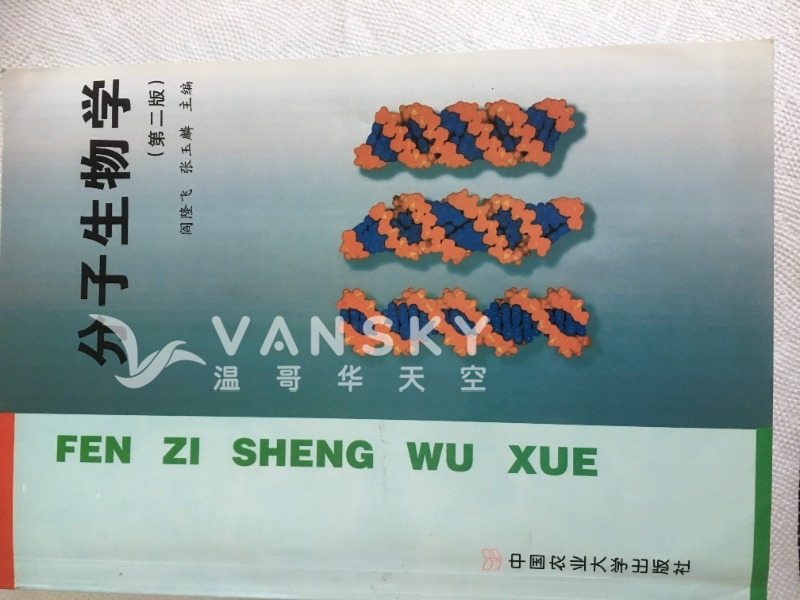 分子生物学
(第二版)
阎隆飞 张玉麟 主编
VANSKY
温哥华天空
FEN ZI SHENG WU XUE
中国农业大学出版社